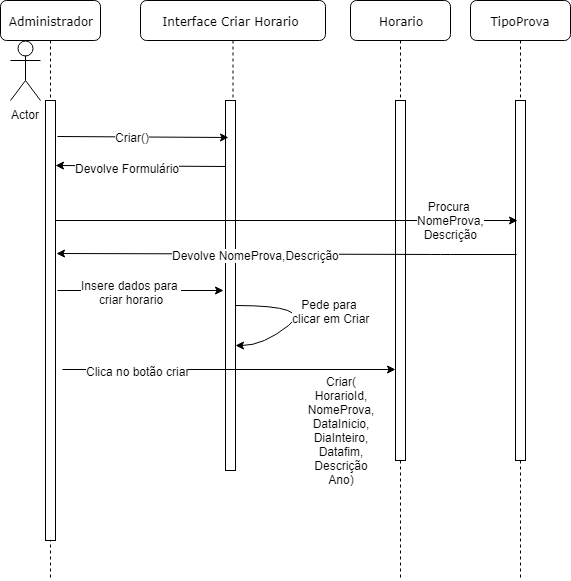 Administrador
Interface Criar Horario
Horario
TipoProva
Actor
Criar()
Devolve Formulário
Procura
NomeProva,
Descrição
Devolve NomeProva,Descrição
Insere dados para
criar horario
Pede para
clicar em Criar
Clica no botão criar
Criar(
HorarioId,
NomeProva,
DataInicio,
DiaInteiro,
Datafim,
Descrição
Ano)